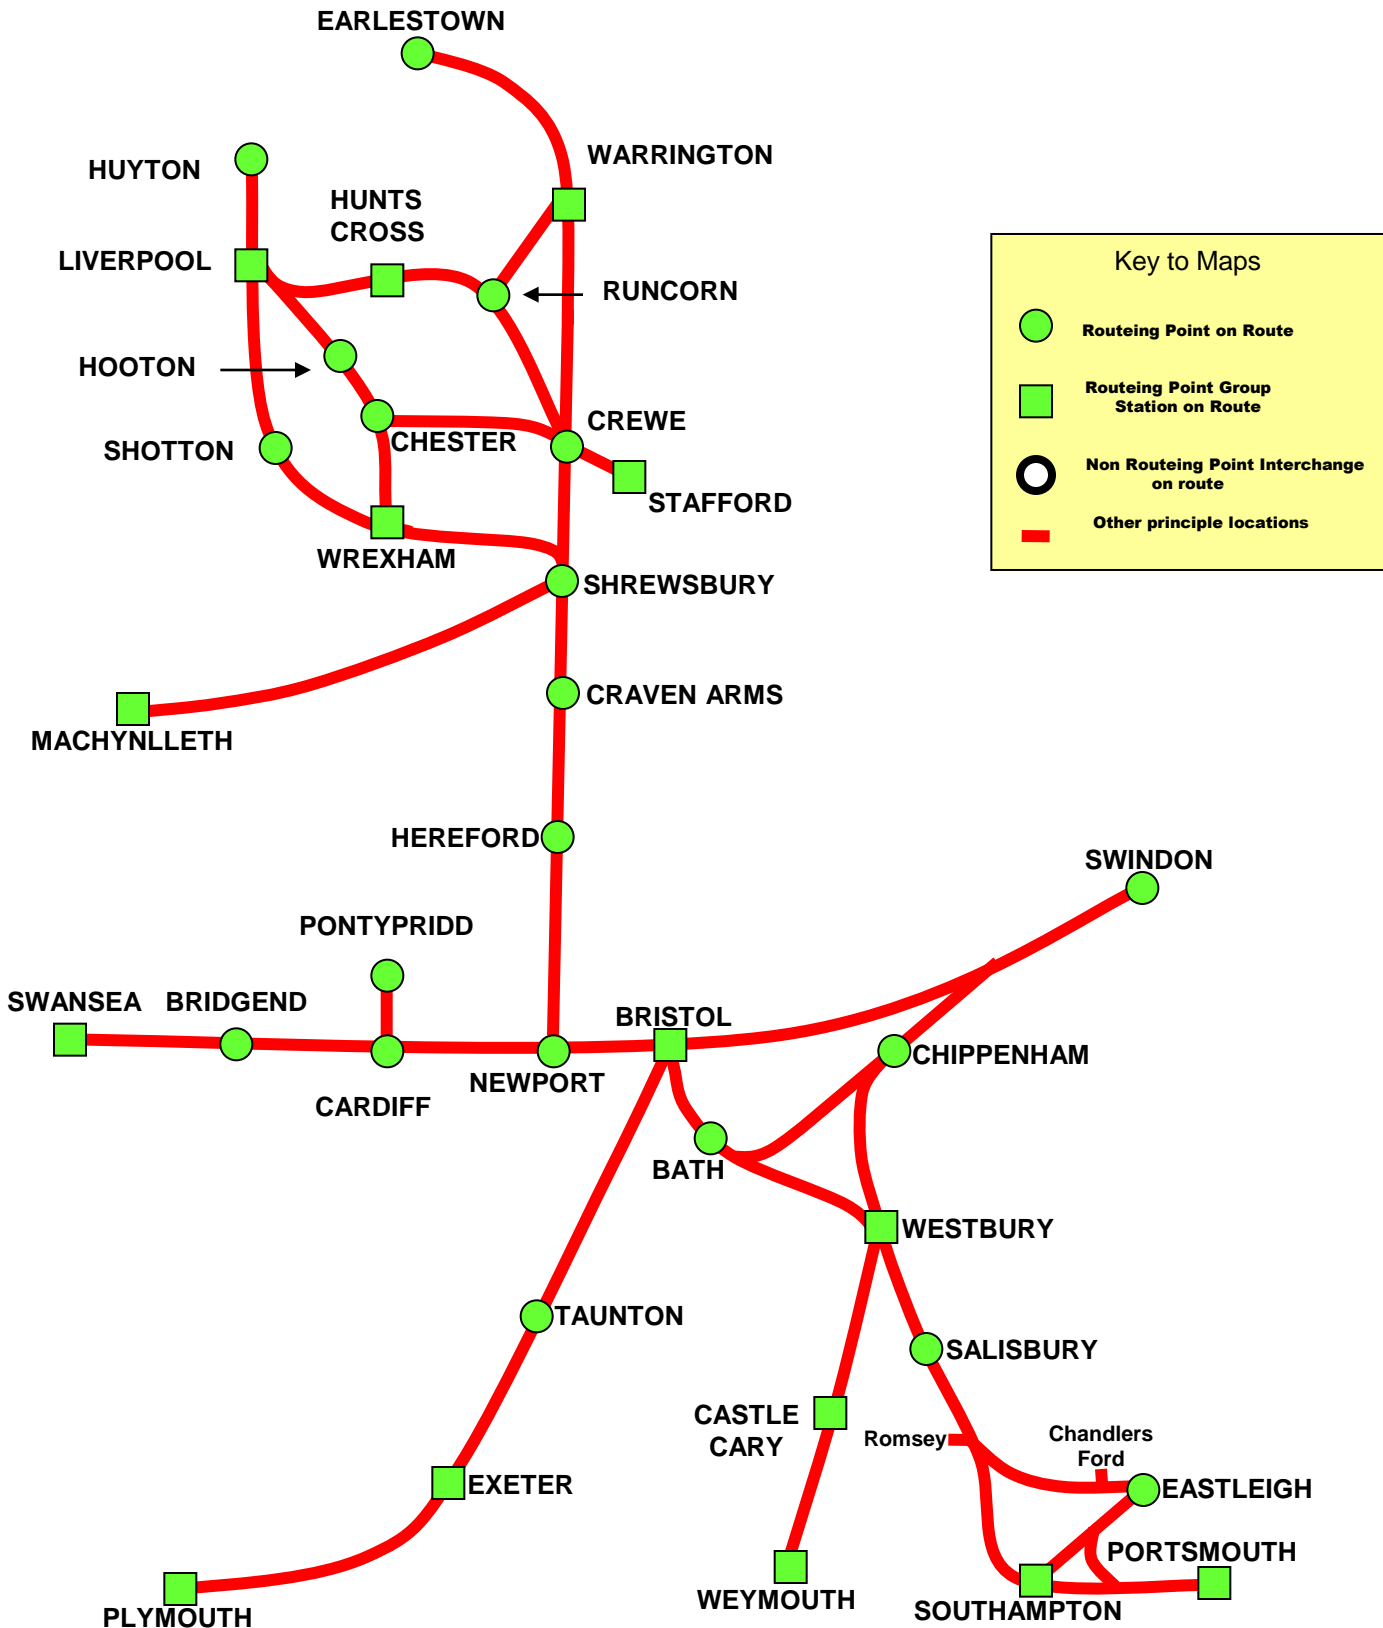 EARLESTOWN
WARRINGTON
HUYTON
HUNTS
CROSS
LIVERPOOL
RUNCORN
HOOTON
CREWE
CHESTER
SHOTTON
STAFFORD
WREXHAM
SHREWSBURY
CRAVEN ARMS
MACHYNLLETH
HEREFORD
SWINDON
PONTYPRIDD
SWANSEA
BRIDGEND
BRISTOL
CHIPPENHAM
NEWPORT
CARDIFF
BATH
WESTBURY
TAUNTON
SALISBURY
CASTLE
CARY
Romsey
Chandlers
Ford
EXETER
EASTLEIGH
PORTSMOUTH
WEYMOUTH
SOUTHAMPTON
PLYMOUTH
Key to Maps
Routeing Point on Route
Routeing Point Group
Station on Route
Non Routeing Point Interchange
on route
Other principle locations